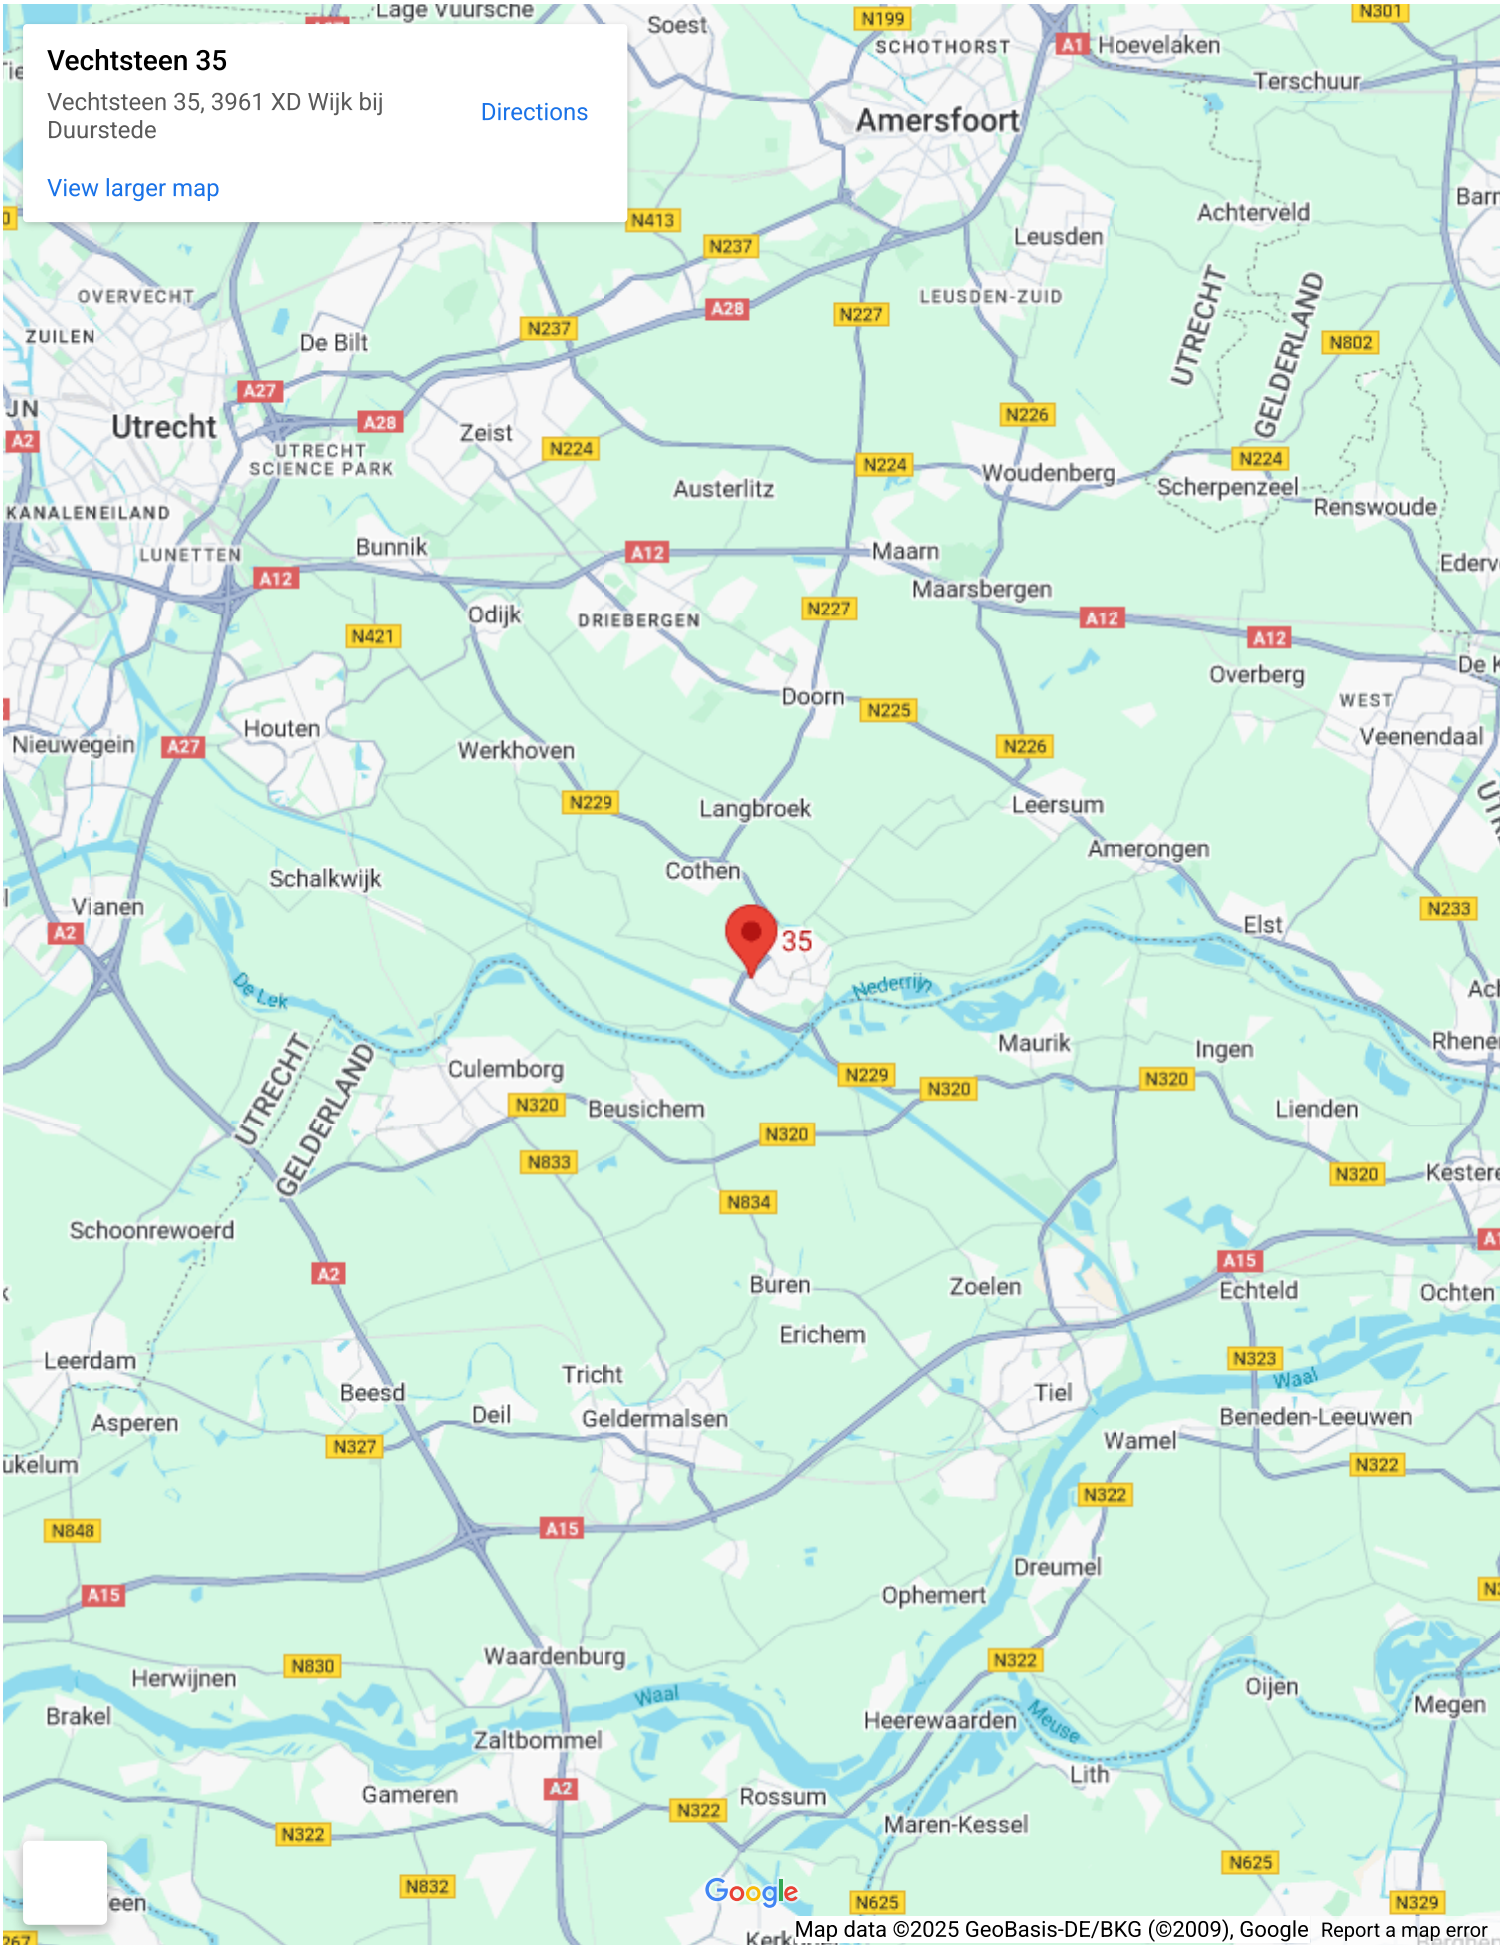 Lage Vuursche
Soest
N199
N301
SCHOTHORST
A1
Hoevelaken
Vechtsteen 35
Terschuur
Vechtsteen 35, 3961 XD Wijk bij
Duurstede
Directions
Amersfoort
View larger map
N413
Achterveld
N237
Leusden
OVERVECHT
LEUSDEN-ZUID
UTRECHT
GELDERLAND
A28
N227
N237
ZUILEN
De Bilt
N802
A27
A28
N226
Utrecht
Zeist
A2
UTRECHT
SCIENCE PARK
N224
N224
N224
Woudenberg
Scherpenzeel
Austerlitz
Renswoude
KANALENEILAND
LUNETTEN
Bunnik
A12
Maarn
A12
Maarsbergen
Odijk
DRIEBERGEN
N227
A12
N421
A12
Overberg
Doorn
N225
WEST
Houten
Nieuwegein
A27
Werkhoven
N226
Veenendaal
N229
Langbroek
Leersum
Cothen
Amerongen
Schalkwijk
Vianen
N233
A2
Elst
35
De Lek
Nederrijn
Maurik
Ingen
UTRECHT
GELDERLAND
Culemborg
N229
N320
N320
N320
Beusichem
Lienden
N320
N833
N320
N834
Schoonrewoerd
A2
A15
Buren
Zoelen
Echteld
Ochten
Erichem
Leerdam
N323
Tricht
Waal
Beesd
Tiel
Asperen
Deil
Geldermalsen
Beneden-Leeuwen
N327
Wamel
N322
N322
N848
A15
Dreumel
A15
Ophemert
Waardenburg
N830
N322
Herwijnen
Oijen
Waal
Brakel
Heerewaarden
Meuse
Megen
Zaltbommel
Lith
A2
Gameren
Rossum
N322
N322
Maren-Kessel
N625
N832
Google
N625
N329
Map data ©2025 GeoBasis-DE/BKG (©2009), Google
Report a map error